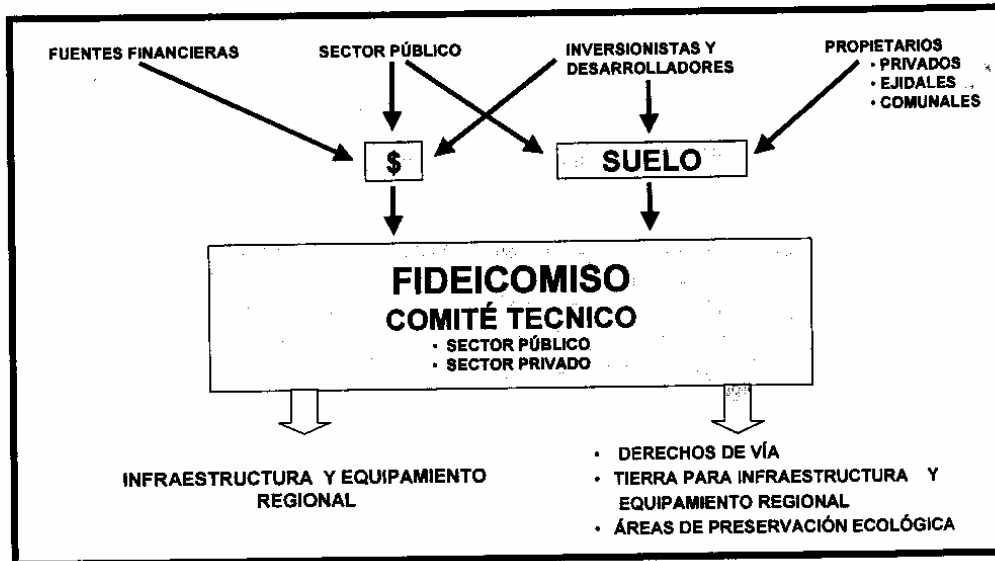 FUENTES FINANCIERAS
SECTOR PÚBLICO
INVERSIONISTAS Y
DESARROLLADORES
PROPIETARIOS
• PRIVADOS
• EJIDALES
• COMUNALES
$
SUELO
FIDEICOMISO
COMITÉ TECNICO
• SECTOR PÚBLICO
• SECTOR PRIVADO
INFRAESTRUCTURA Y EQUIPAMIENTO
REGIONAL
• DERECHOS DE VÍA
• TIERRA PARA INFRAESTRUCTURA Y
EQUIPAMIENTO REGIONAL
• ÁREAS DE PRESERVACIÓN ECOLÓGICA